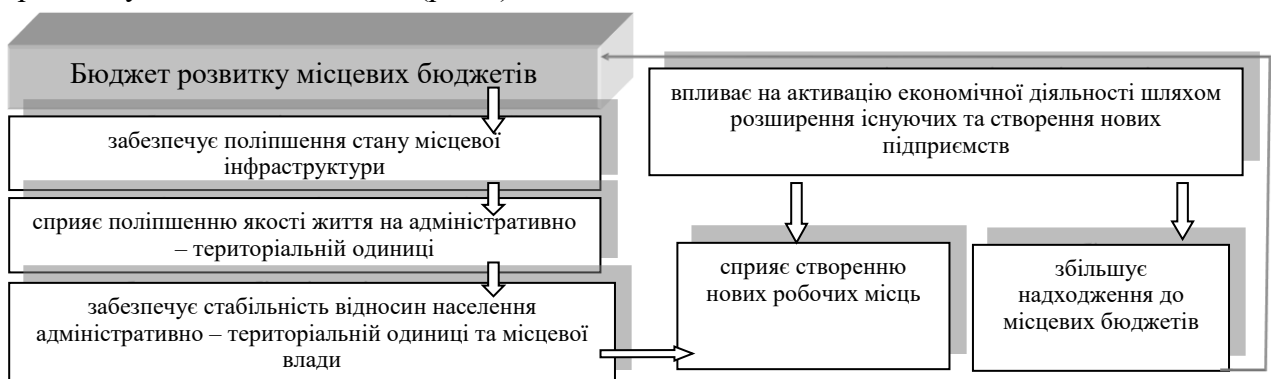 Бюджет розвитку місцевих бюджетів
забезпечує поліпшення стану місцевої
інфраструктури
сприяє поліпшенню якості життя на адміністративно
– територіальній одиниці
забезпечує стабільність відносин населення
адміністративно – територіальній одиниці та місцевої
влади
впливає на активацію економічної діяльності шляхом
розширення існуючих та створення нових
підприємств
сприяє створенню
нових робочих місць
збільшує
надходження до
місцевих бюджетів